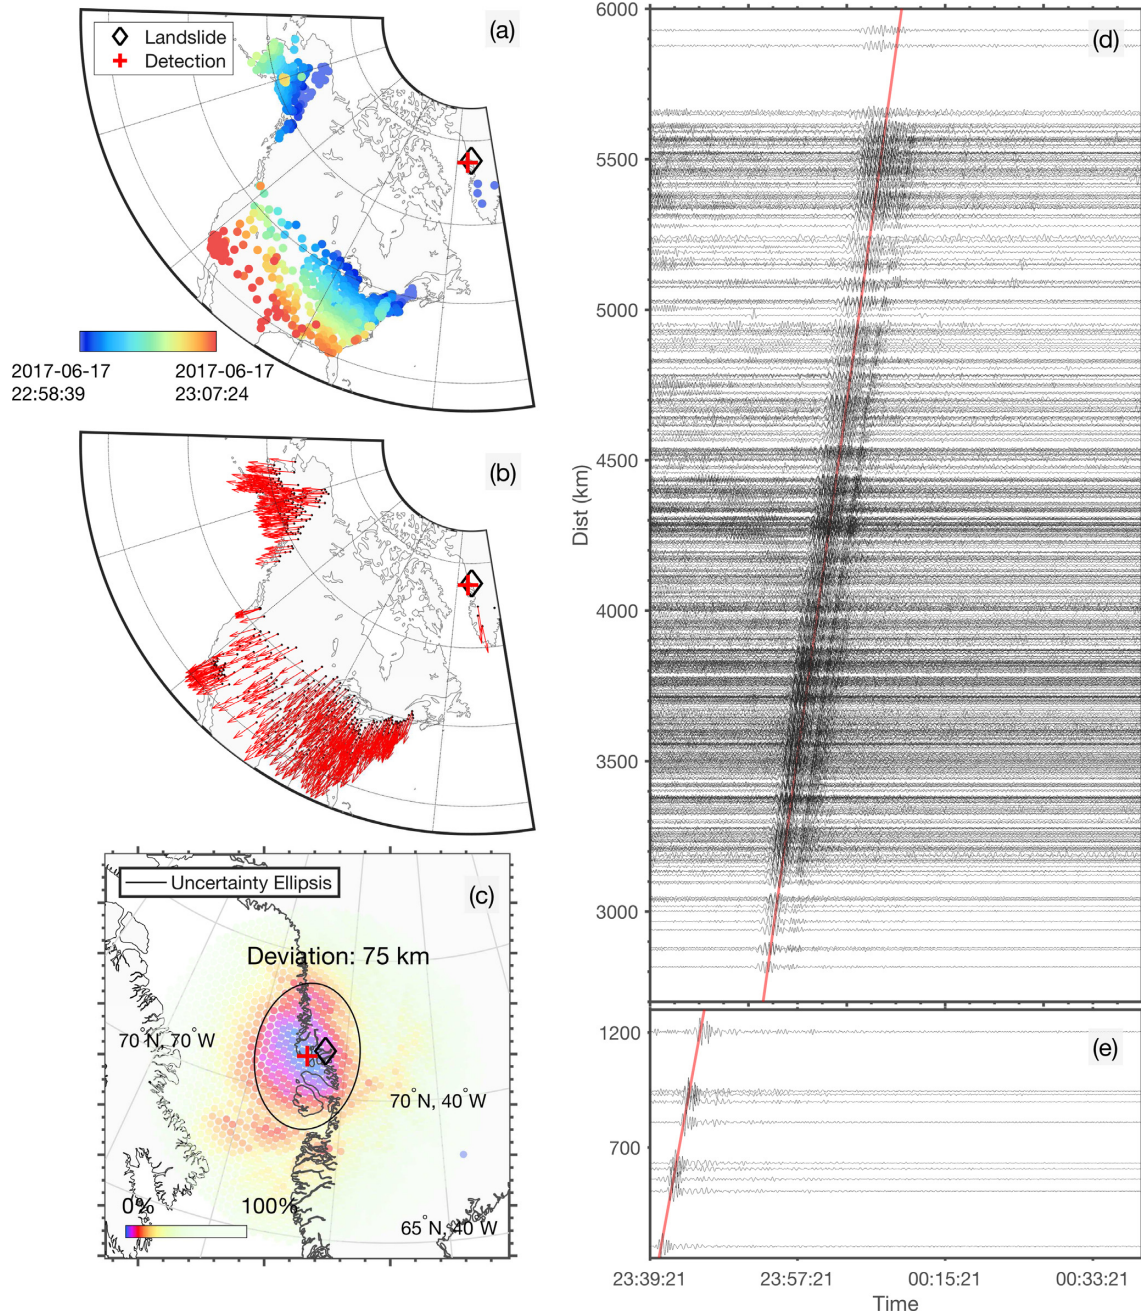 (a)
Landslide
Detection
2017-06-17
22:58:39
2017-06-17
23:07:24
(b)
(c)
Uncertainty Ellipsis
Deviation: 75 km
70°N, 70°W
70°N, 40°W
0%
100%
65°N, 40°W
(d)
6000
5500
5000
4500
4000
3500
3000
Dist (km)
(e)
1200
700
23:39:21
23:57:21
00:15:21
00:33:21
Time